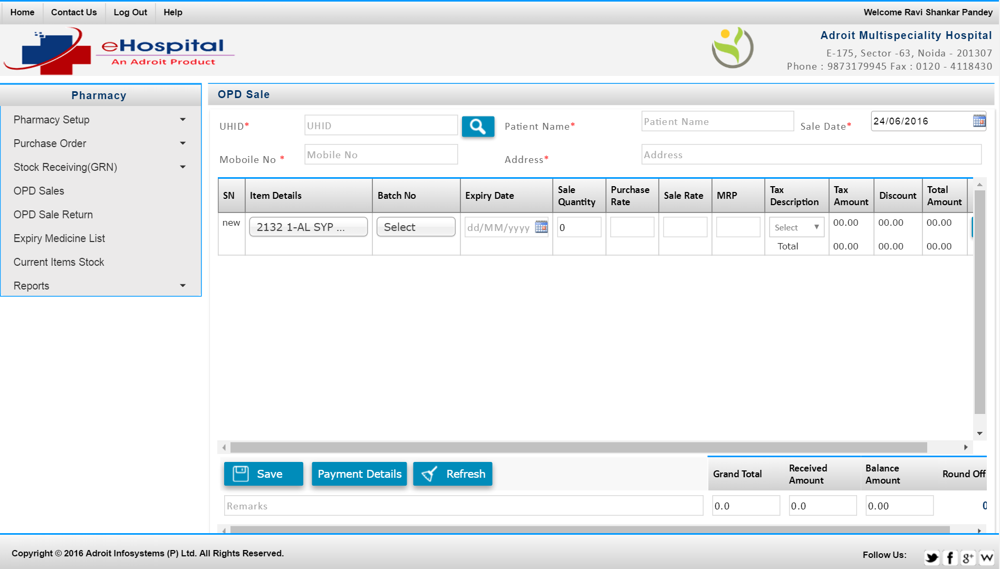 Home Contact Us Log Out Help Welcome Ravi Shankar Pandey
eHospital
An Adroit Product
Adroit Multispeciality Hospital
E-175, Sector -63, Noida - 201307
Phone : 9873179945 Fax : 0120 - 4118430
Pharmacy
Pharmacy Setup
Purchase Order
Stock Receiving(GRN)
OPD Sales
OPD Sale Return
Expiry Medicine List
Current Items Stock
Reports
OPD Sale
UHID* UHID Patient Name* Patient Name Sale Date* 24/06/2016
Moboile No * Mobile No Address* Address
SN Item Details Batch No Expiry Date Sale Quantity Purchase Rate Sale Rate MRP Tax Description Tax Amount Discount Total Amount
new 2132 1-AL SYP ... Select dd/MM/yyyy 0 Select 00.00 00.00 00.00
Total 00.00 00.00 00.00
Save Payment Details Refresh
Grand Total Received Amount Balance Amount Round Off
Remarks 0.0 0.0 0.00 0
Copyright © 2016 Adroit Infosystems (P) Ltd. All Rights Reserved.
Follow Us: f g+ W